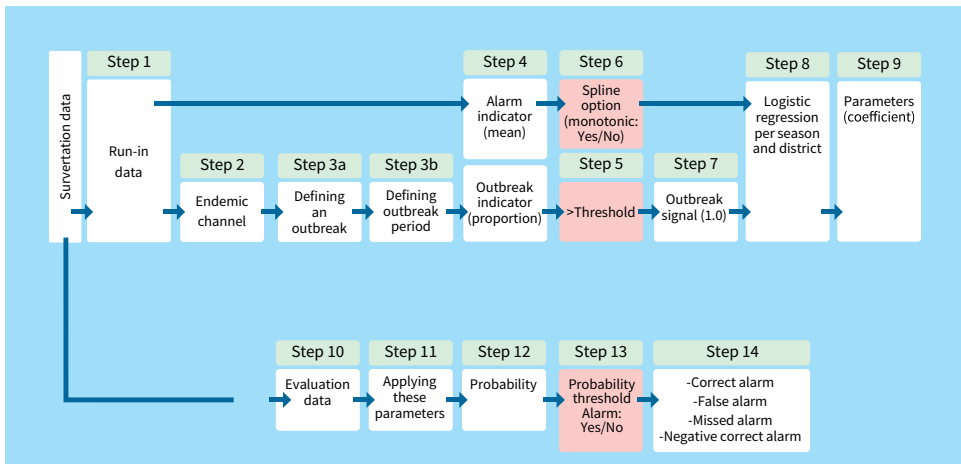 Survertation data
Step 1
Run-in
data
Step 2
Endemic
channel
Step 3a
Defining
an
outbreak
Step 3b
Defining
outbreak
period
Step 4
Alarm
indicator
(mean)
Outbreak
indicator
(proportion)
Step 6
Spline
option
(monotonic:
Yes/No)
Step 5
>Threshold
Step 7
Outbreak
signal (1.0)
Step 8
Logistic
regression
per season
and district
Step 9
Parameters
(coefficient)
Step 10
Evaluation
data
Step 11
Applying
these
parameters
Step 12
Probability
Step 13
Probability
threshold
Alarm:
Yes/No
Step 14
-Correct alarm
-False alarm
-Missed alarm
-Negative correct alarm